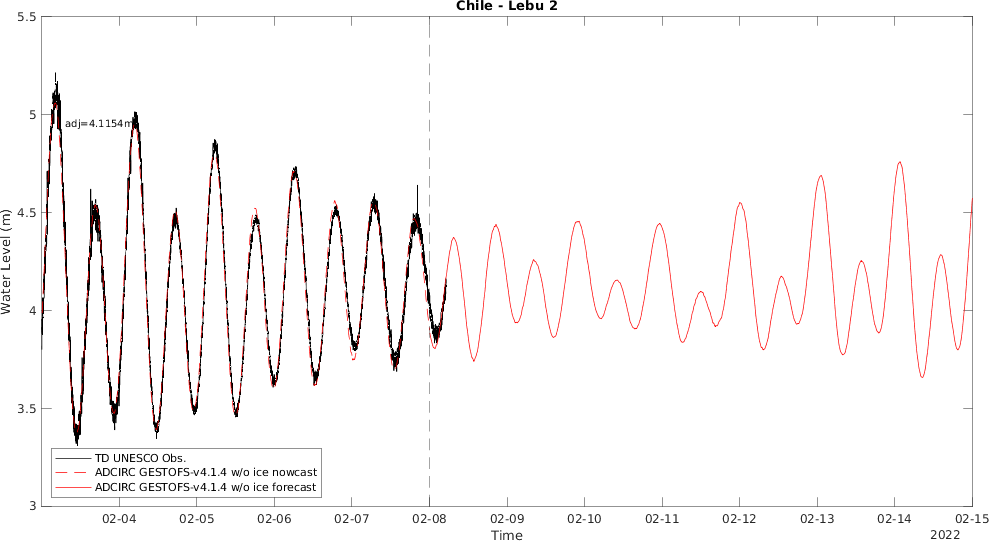 Chile - Lebu 2
5.5
5
4.5
4
3.5
3
Water Level (m)
adj=4.1154m
TD UNESCO Obs.
ADCIRC GESTOFS-v4.1.4 w/o ice nowcast
ADCIRC GESTOFS-v4.1.4 w/o ice forecast
02-04 02-05 02-06 02-07 02-08 02-09 02-10 02-11 02-12 02-13 02-14 02-15
Time
2022